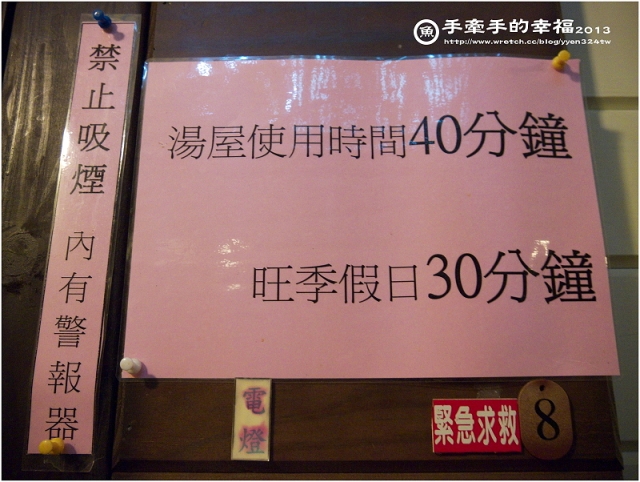 魚 手牽手的幸福2013
http://www.wretch.cc/blog/yyen324tw
禁止吸煙 內有警報器
湯屋使用時間40分鐘
旺季假日30分鐘
電燈
緊急求救
8